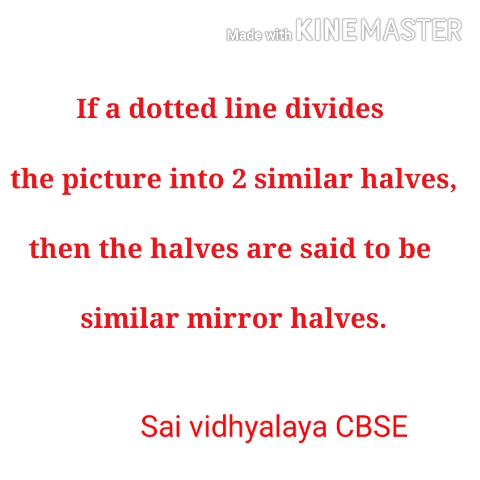 Made with KINEMASTER
If a dotted line divides
the picture into 2 similar halves,
then the halves are said to be
similar mirror halves.
Sai vidhyalaya CBSE